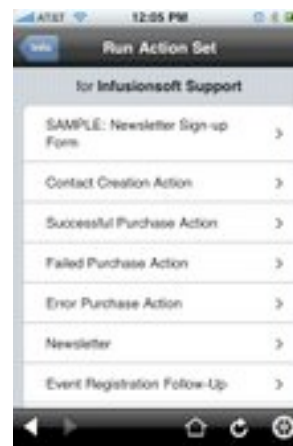 AT&T 12:05 PM
Info Run Action Set
for Infusionsoft Support
SAMPLE: Newsletter Sign-up
Form
Contact Creation Action
Successful Purchase Action
Failed Purchase Action
Error Purchase Action
Newsletter
Event Registration Follow-Up